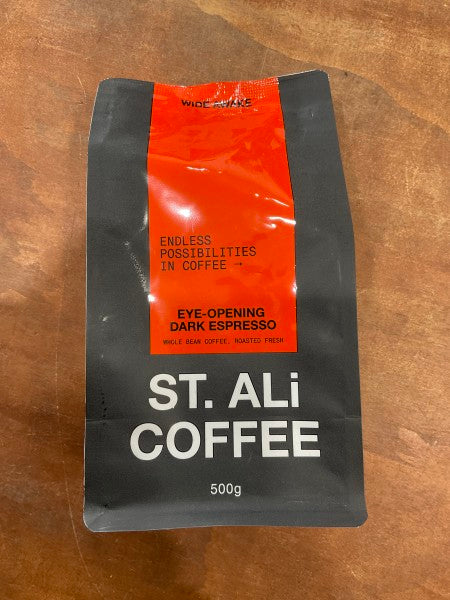 WIDE AWAKE
ENDLESS
POSSIBILITIES
IN COFFEE →
EYE-OPENING
DARK ESPRESSO
WHOLE BEAN COFFEE, ROASTED FRESH
ST. ALi
COFFEE
500g